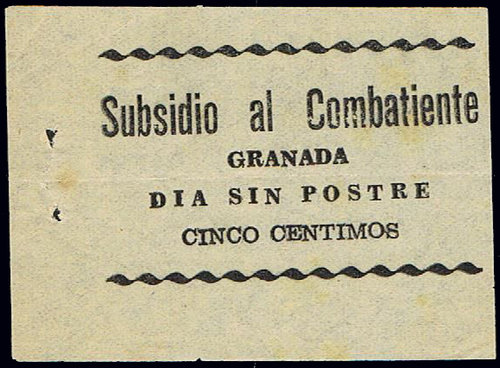 Subsidio al Combatiente
GRANADA
DIA SIN POSTRE
CINCO CENTIMOS